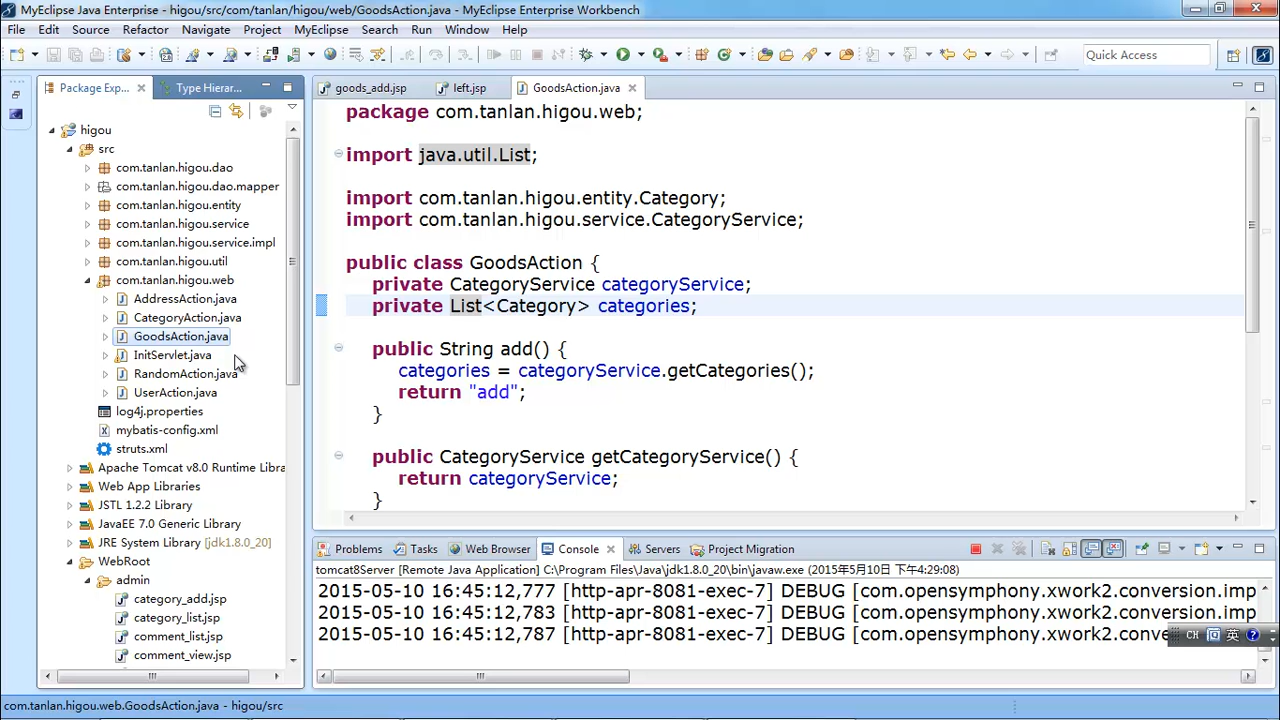 MyEclipse Java Enterprise - higou/src/com/tanlan/higou/web/GoodsAction.java - MyEclipse Enterprise Workbench
File Edit Source Refactor Navigate Project MyEclipse Search Run Window Help
Quick Access
Package Exp...
Type Hierar...
higou
src
com.tanlan.higou.dao
com.tanlan.higou.dao.mapper
com.tanlan.higou.entity
com.tanlan.higou.service
com.tanlan.higou.service.impl
com.tanlan.higou.util
com.tanlan.higou.web
AddressAction.java
CategoryAction.java
GoodsAction.java
InitServlet.java
RandomAction.java
UserAction.java
log4j.properties
mybatis-config.xml
struts.xml
Apache Tomcat v8.0 Runtime Libra
Web App Libraries
JSTL 1.2.2 Library
JavaEE 7.0 Generic Library
JRE System Library [jdk1.8.0_20]
WebRoot
admin
category_add.jsp
category_list.jsp
comment_list.jsp
comment_view.jsp
goods_add.jsp left.jsp GoodsAction.java
package com.tanlan.higou.web;
import java.util.List;
import com.tanlan.higou.entity.Category;
import com.tanlan.higou.service.CategoryService;
public class GoodsAction {
private CategoryService categoryService;
private List<Category> categories;
public String add() {
categories = categoryService.getCategories();
return "add";
}
public CategoryService getCategoryService() {
return categoryService;
}
Problems Tasks Web Browser Console Servers Project Migration
tomcat8Server [Remote Java Application] C:\Program Files\Java\jdk1.8.0_20\bin\javaw.exe (2015年5月10日 下午4:29:08)
2015-05-10 16:45:12,777 [http-apr-8081-exec-7] DEBUG [com.opensymphony.xwork2.conversion.imp
2015-05-10 16:45:12,783 [http-apr-8081-exec-7] DEBUG [com.opensymphony.xwork2.conversion.imp
2015-05-10 16:45:12,787 [http-apr-8081-exec-7] DEBUG [com.opensymphony.xwork2.conve
CH 英
com.tanlan.higou.web.GoodsAction.java - higou/src